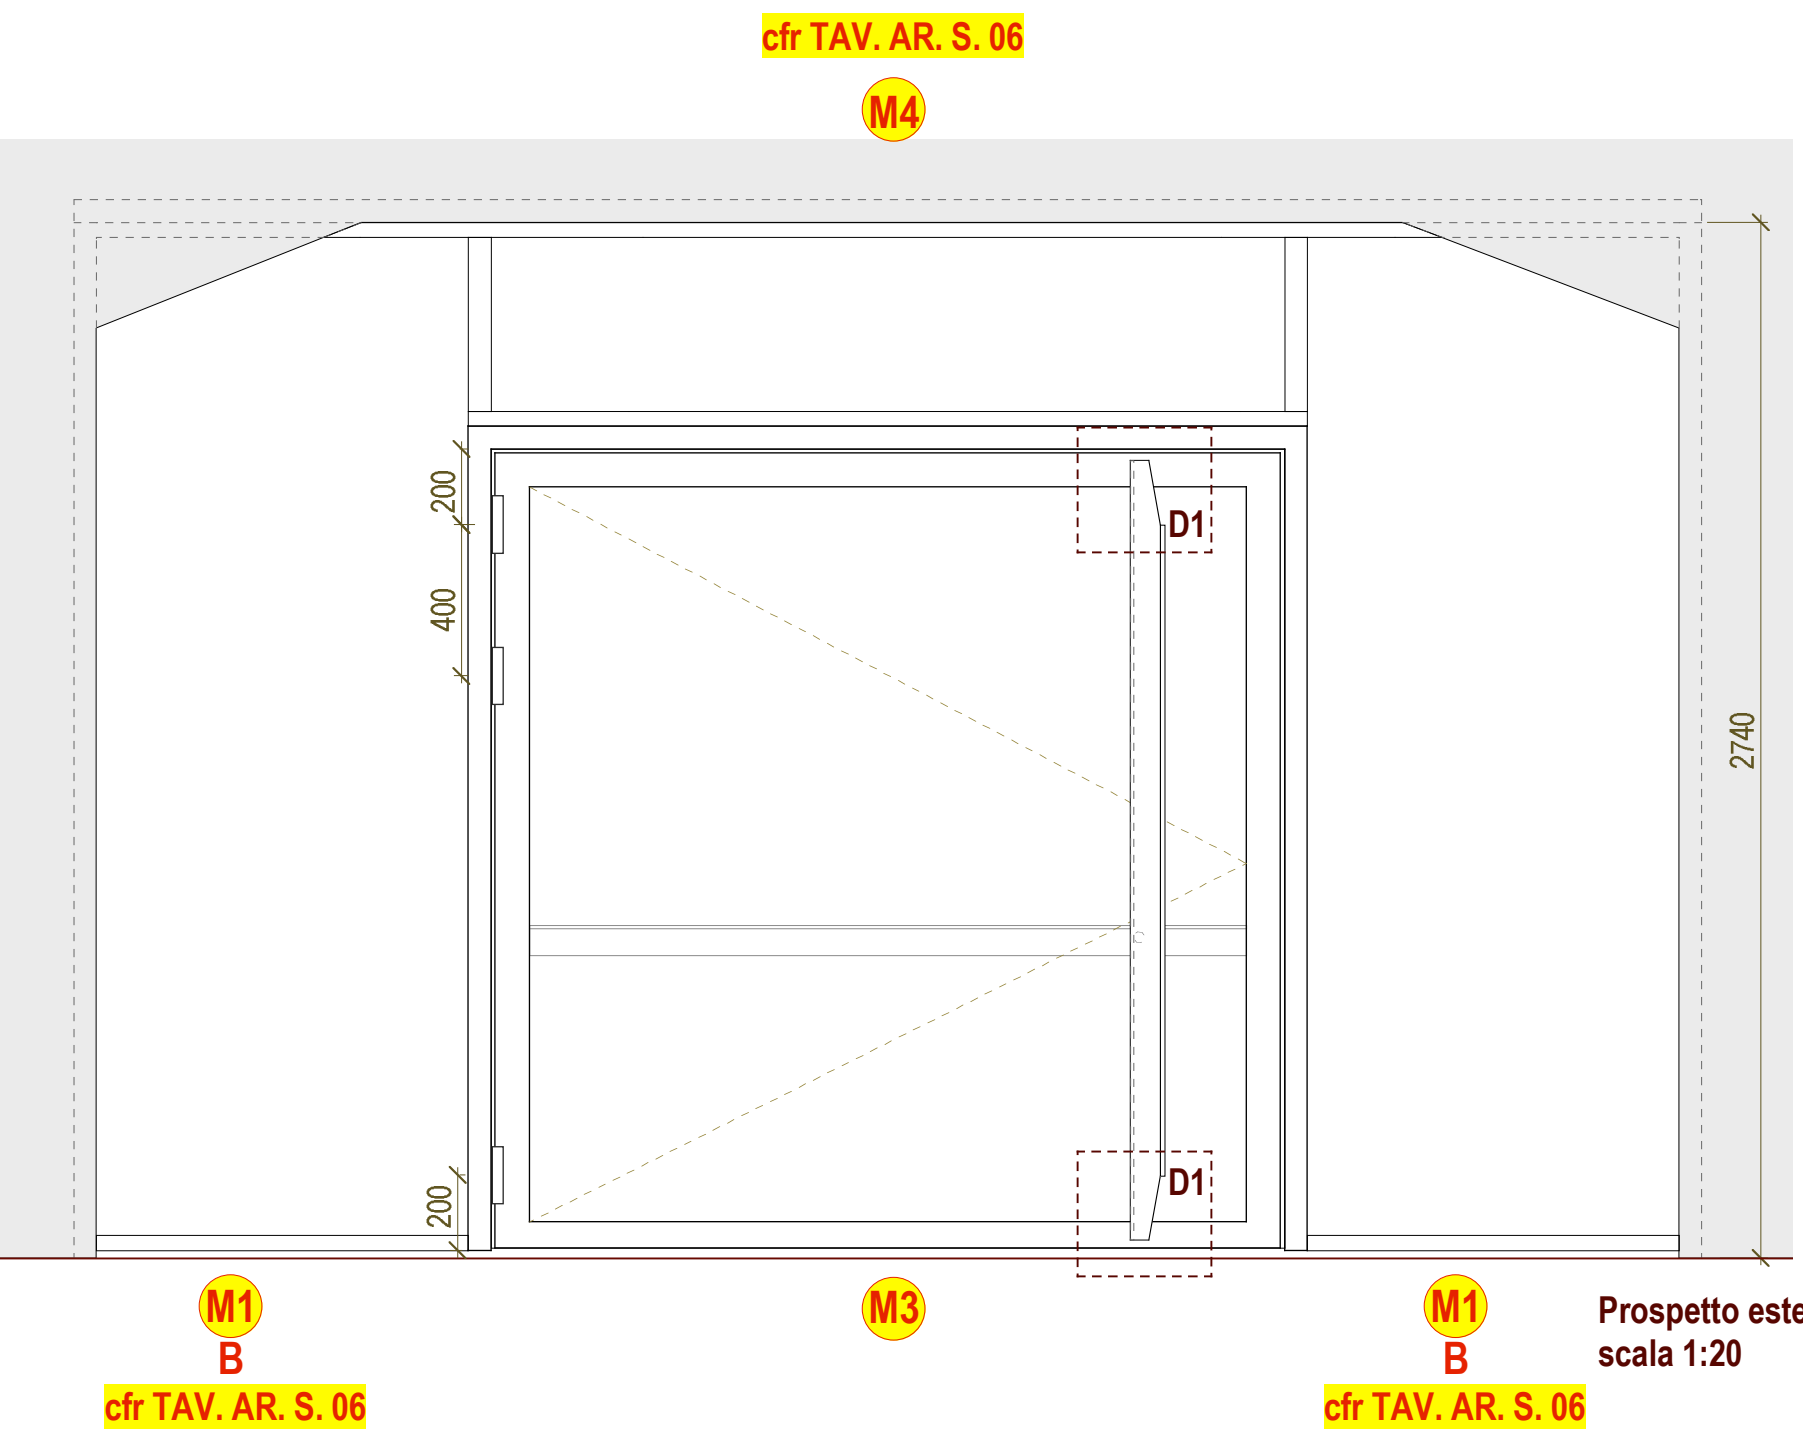 cfr TAV. AR. S. 06
M4
200
D1
400
2740
200
D1
M1
B
cfr TAV. AR. S. 06
M3
M1
B
cfr TAV. AR. S. 06
Prospetto este
scala 1:20